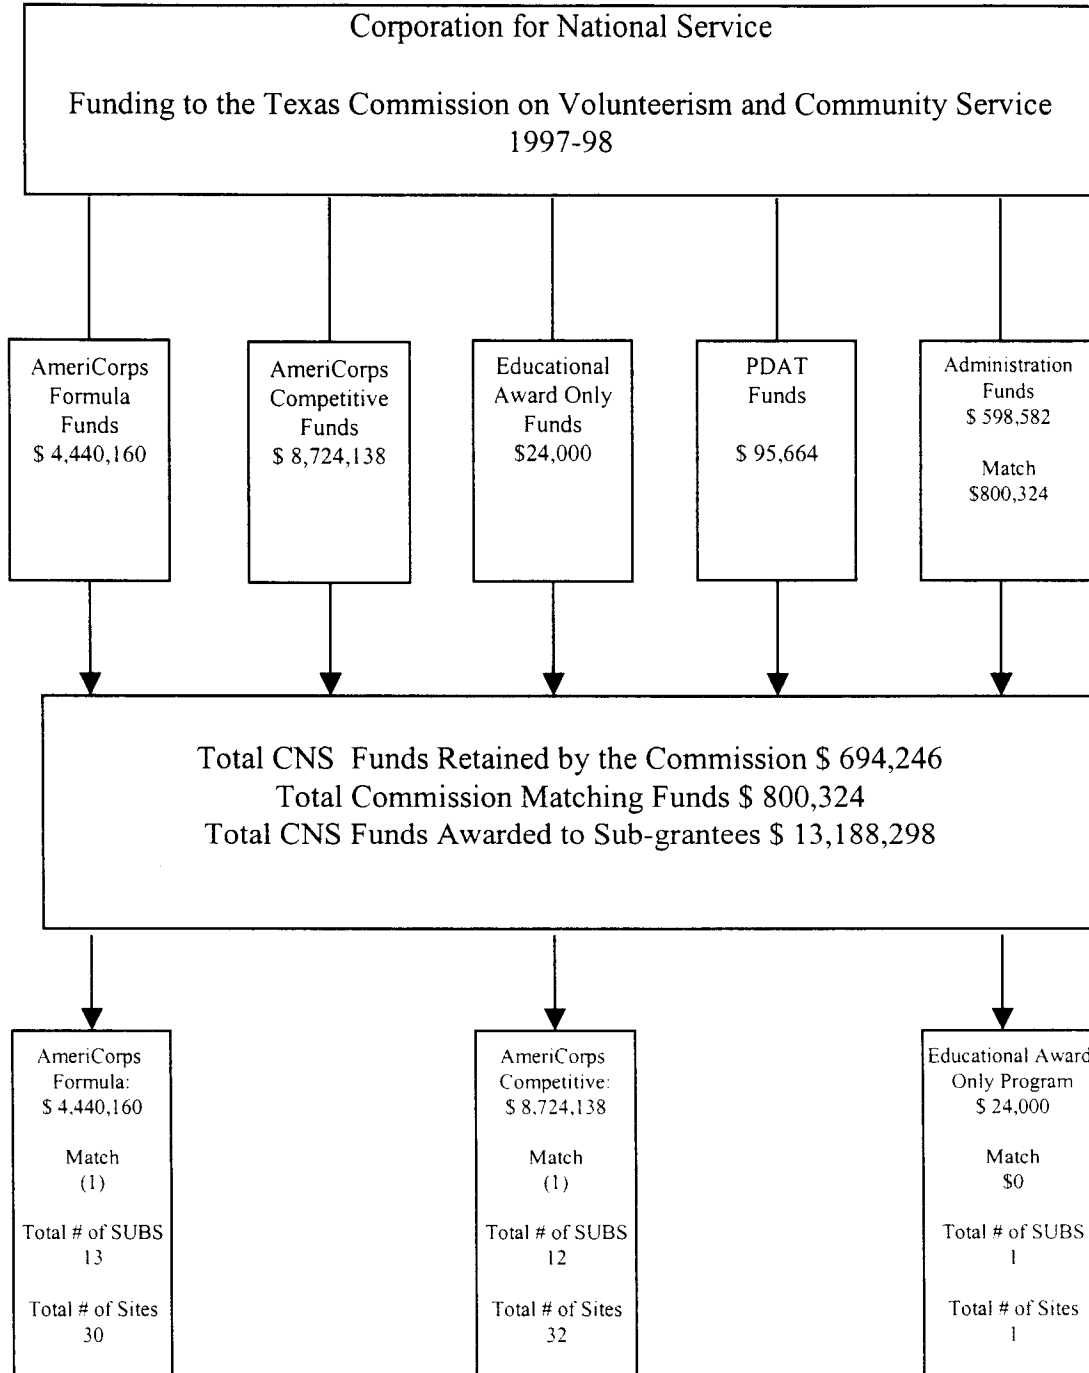 Corporation for National Service
Funding to the Texas Commission on Volunteerism and Community Service
1997-98
AmeriCorps
Formula
Funds
$ 4,440,160
AmeriCorps
Competitive
Funds
$ 8,724,138
Educational
Award Only
Funds
$24,000
PDAT
Funds
$ 95,664
Administration
Funds
$ 598,582
Match
$800,324
Total CNS Funds Retained by the Commission $ 694,246
Total Commission Matching Funds $ 800,324
Total CNS Funds Awarded to Sub-grantees $ 13,188,298
AmeriCorps
Formula:
$ 4,440,160
Match
(1)
Total # of SUBS
13
Total # of Sites
30
AmeriCorps
Competitive:
$ 8,724,138
Match
(1)
Total # of SUBS
12
Total # of Sites
32
Educational Award
Only Program
$ 24,000
Match
$0
Total # of SUBS
1
Total # of Sites
1